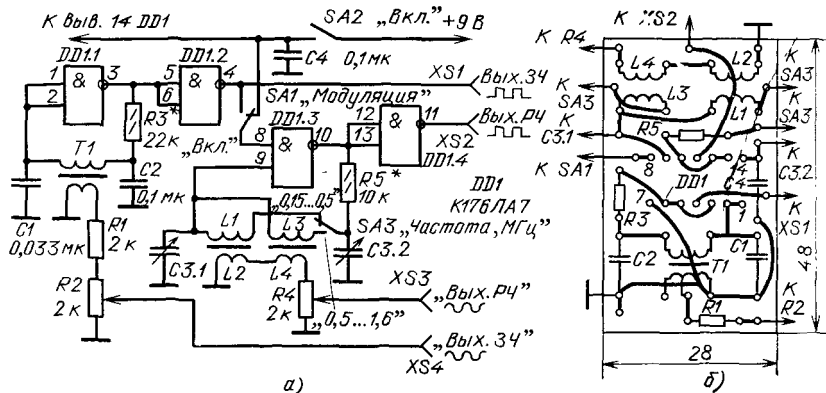 К Выв. 14 DD1
SA2 „Вкл.”
+9 В
DD1.1
DD1.2
C4
0,1мк
1
2
&
3
5
6
&
4
XS1
Вых. ЗЧ
SA1 „Модуляция”
R3*
22к
DD1.3
„Вкл.”
8
9
&
10
12
13
&
11
XS2
Вых. РЧ
DD1.4
T1
C2
0,1мк
R5*
10к
DD1
К176ЛА7
C1
0,033мк
„0,15...0,5”
L1
L3
SA3 „Частота, МГц”
R1
2к
C3.1
C3.2
L2
L4
R4
2к
XS3
„Вых. РЧ”
R2
2к
„0,5...1,6”
„Вых. ЗЧ”
XS4
а)
К XS2
К R4
L4
L2
К SA3
К SA3
L3
L1
К SA3
К C3.1
R5
К C3.2
К SA1
8
14
DD1
C4
7
1
R3
К XS1
C2
T1
C1
48
К R2
R1
28
б)